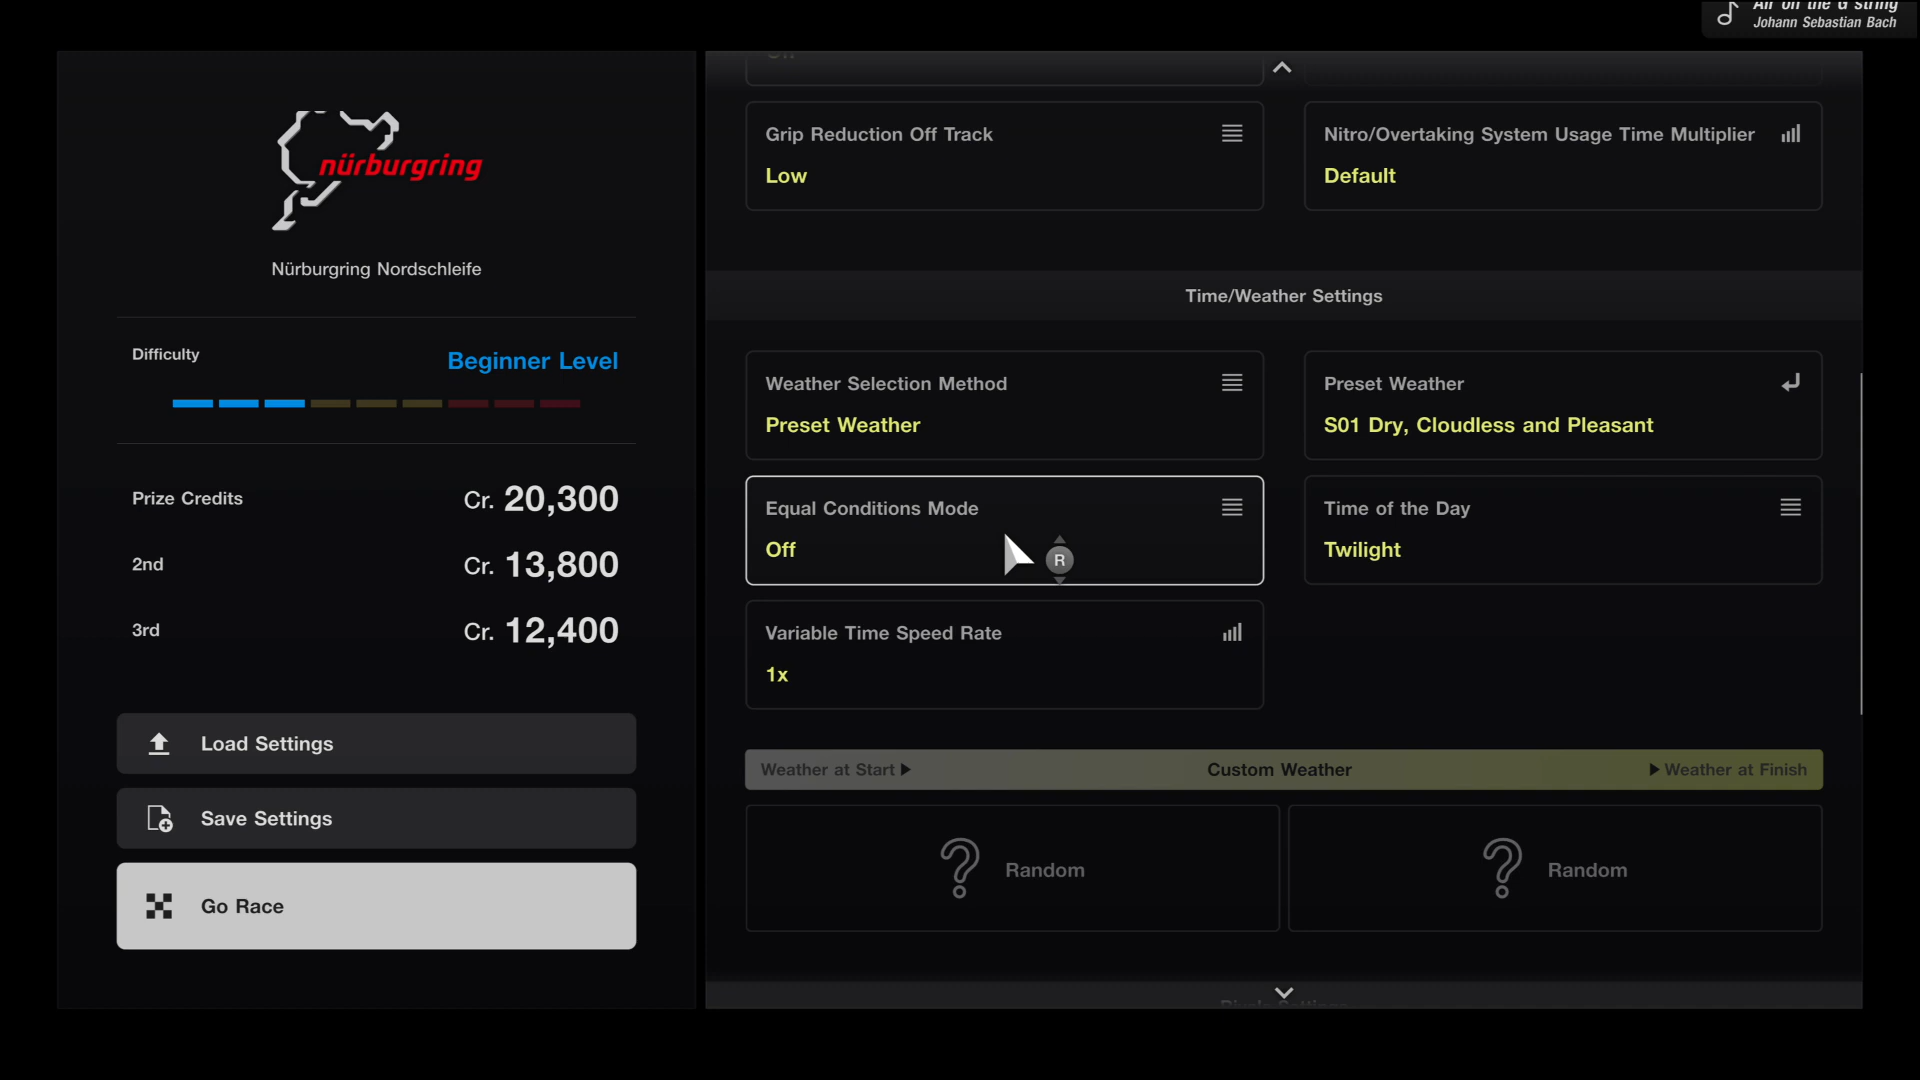 Air on the G String
Johann Sebastian Bach
nürburgring
Nürburgring Nordschleife
Difficulty
Beginner Level
Prize Credits
Cr. 20,300
2nd
Cr. 13,800
3rd
Cr. 12,400
Load Settings
Save Settings
Go Race
Grip Reduction Off Track
Low
Nitro/Overtaking System Usage Time Multiplier
Default
Time/Weather Settings
Weather Selection Method
Preset Weather
Preset Weather
S01 Dry, Cloudless and Pleasant
Equal Conditions Mode
Off
R
Time of the Day
Twilight
Variable Time Speed Rate
1x
Weather at Start
Custom Weather
Weather at Finish
? Random
? Random
Rivals Settings